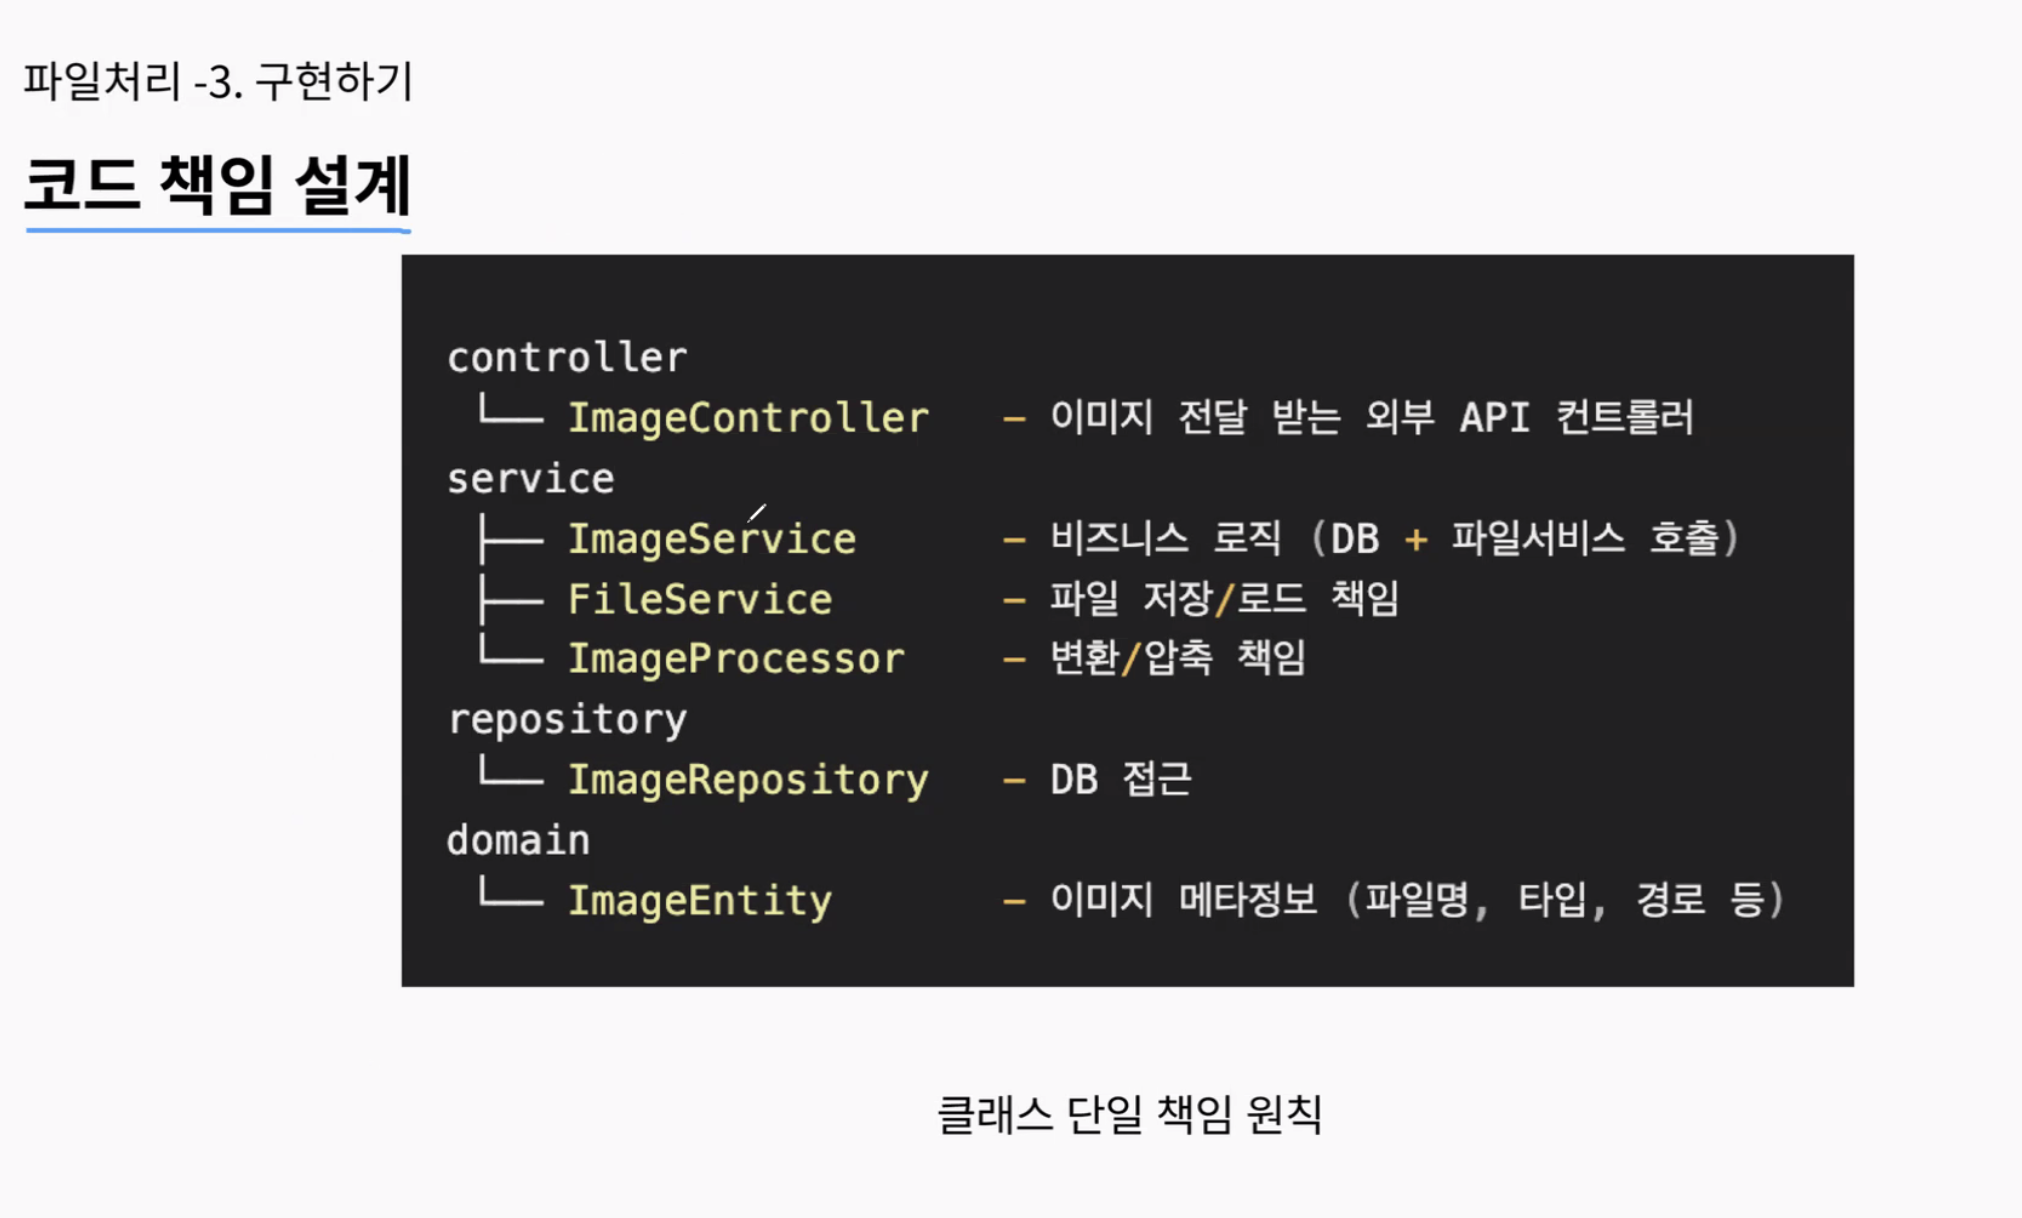 파일처리 -3. 구현하기
코드 책임 설계
controller
└── ImageController – 이미지 전달 받는 외부 API 컨트롤러
service
├── ImageService – 비즈니스 로직 (DB + 파일서비스 호출)
├── FileService – 파일 저장/로드 책임
└── ImageProcessor – 변환/압축 책임
repository
└── ImageRepository – DB 접근
domain
└── ImageEntity – 이미지 메타정보 (파일명, 타입, 경로 등)
클래스 단일 책임 원칙